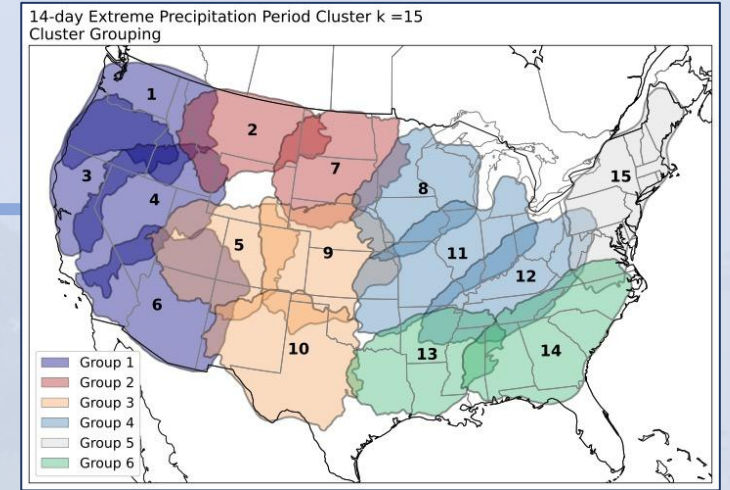 14-day Extreme Precipitation Period Cluster k =15
Cluster Grouping
1
2
3
4
5
6
7
8
9
10
11
12
13
14
15
Group 1
Group 2
Group 3
Group 4
Group 5
Group 6